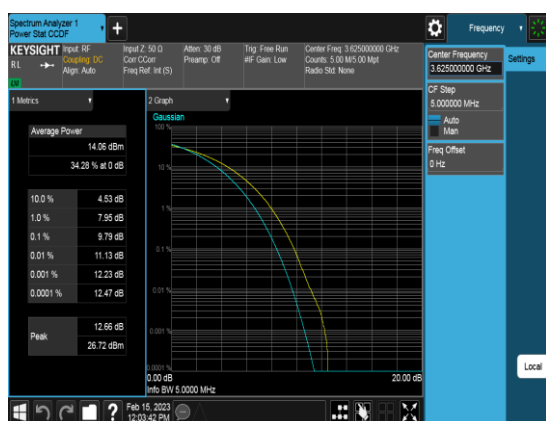 Spectrum Analyzer 1
Power Stat CCDF
Frequency
KEYSIGHT
RL
Input: RF
Coupling: DC
Align: Auto
Input Z: 50 Ω
Corr CCorr
Freq Ref: Int (S)
Atten: 30 dB
Preamp: Off
Trig: Free Run
#IF Gain: Low
Center Freq: 3.625000000 GHz
Counts: 5.00 M/5.00 Mpt
Radio Std: None
Center Frequency
3.625000000 GHz
Settings
CF Step
5.000000 MHz
Auto
Man
Freq Offset
0 Hz
1 Metrics
Average Power
14.06 dBm
34.28 % at 0 dB
10.0 % 4.53 dB
1.0 % 7.95 dB
0.1 % 9.79 dB
0.01 % 11.13 dB
0.001 % 12.23 dB
0.0001 % 12.47 dB
Peak
12.66 dB
26.72 dBm
2 Graph
Gaussian
100 %
10 %
1 %
0.1 %
0.01 %
0.001 %
0.0001 %
0.00 dB
20.00 dB
Info BW 5.0000 MHz
Local
?
Feb 15, 2023
12:03:42 PM